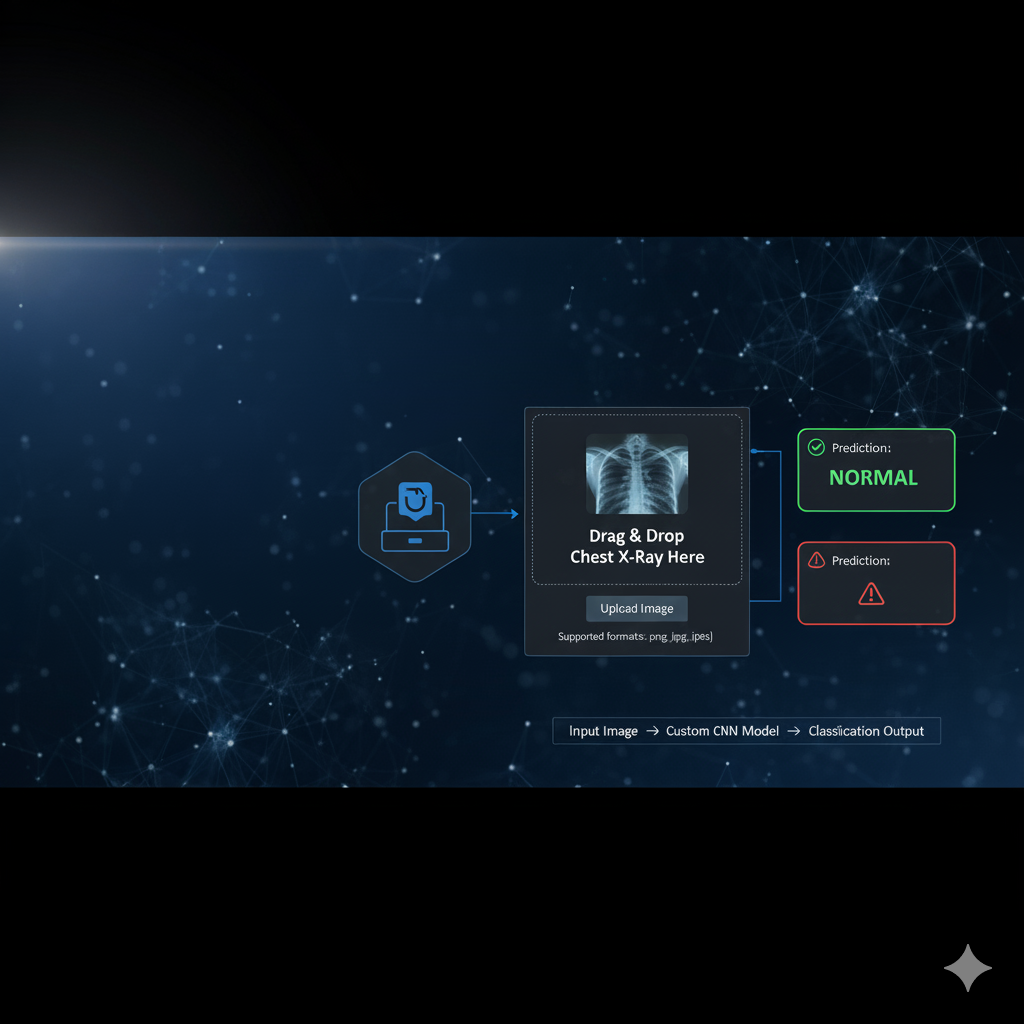 Drag & Drop
Chest X-Ray Here
Uplcad Image
Supported formats: png, jpg, .ipes]
Prediction:
NORMAL
Prediction:
Input Image → Custom CNN Model → Classiication Output